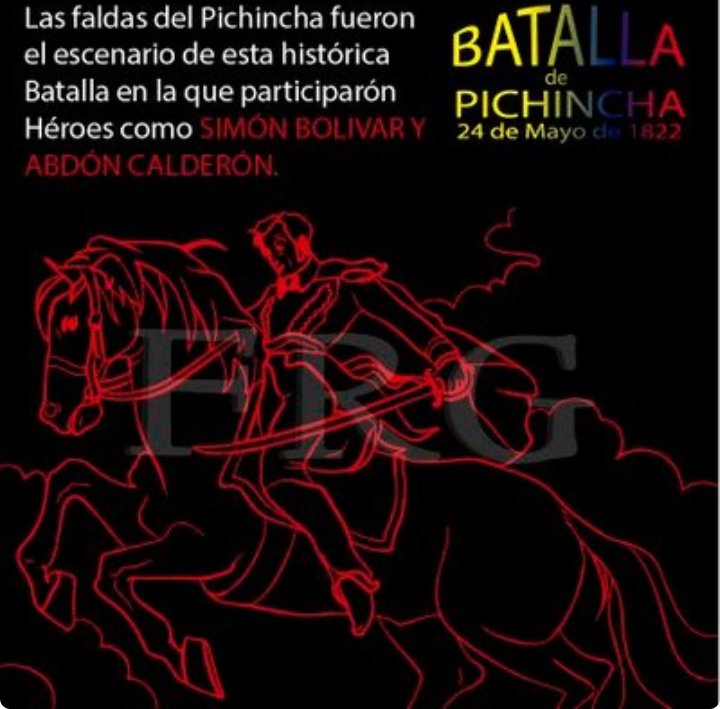 Las faldas del Pichincha fueron
el escenario de esta histórica
Batalla en la que participarón
Héroes como SIMÓN BOLIVAR Y
ABDÓN CALDERÓN.
BATALLA
de
PICHINCHA
24 de Mayo de 1822
FRG